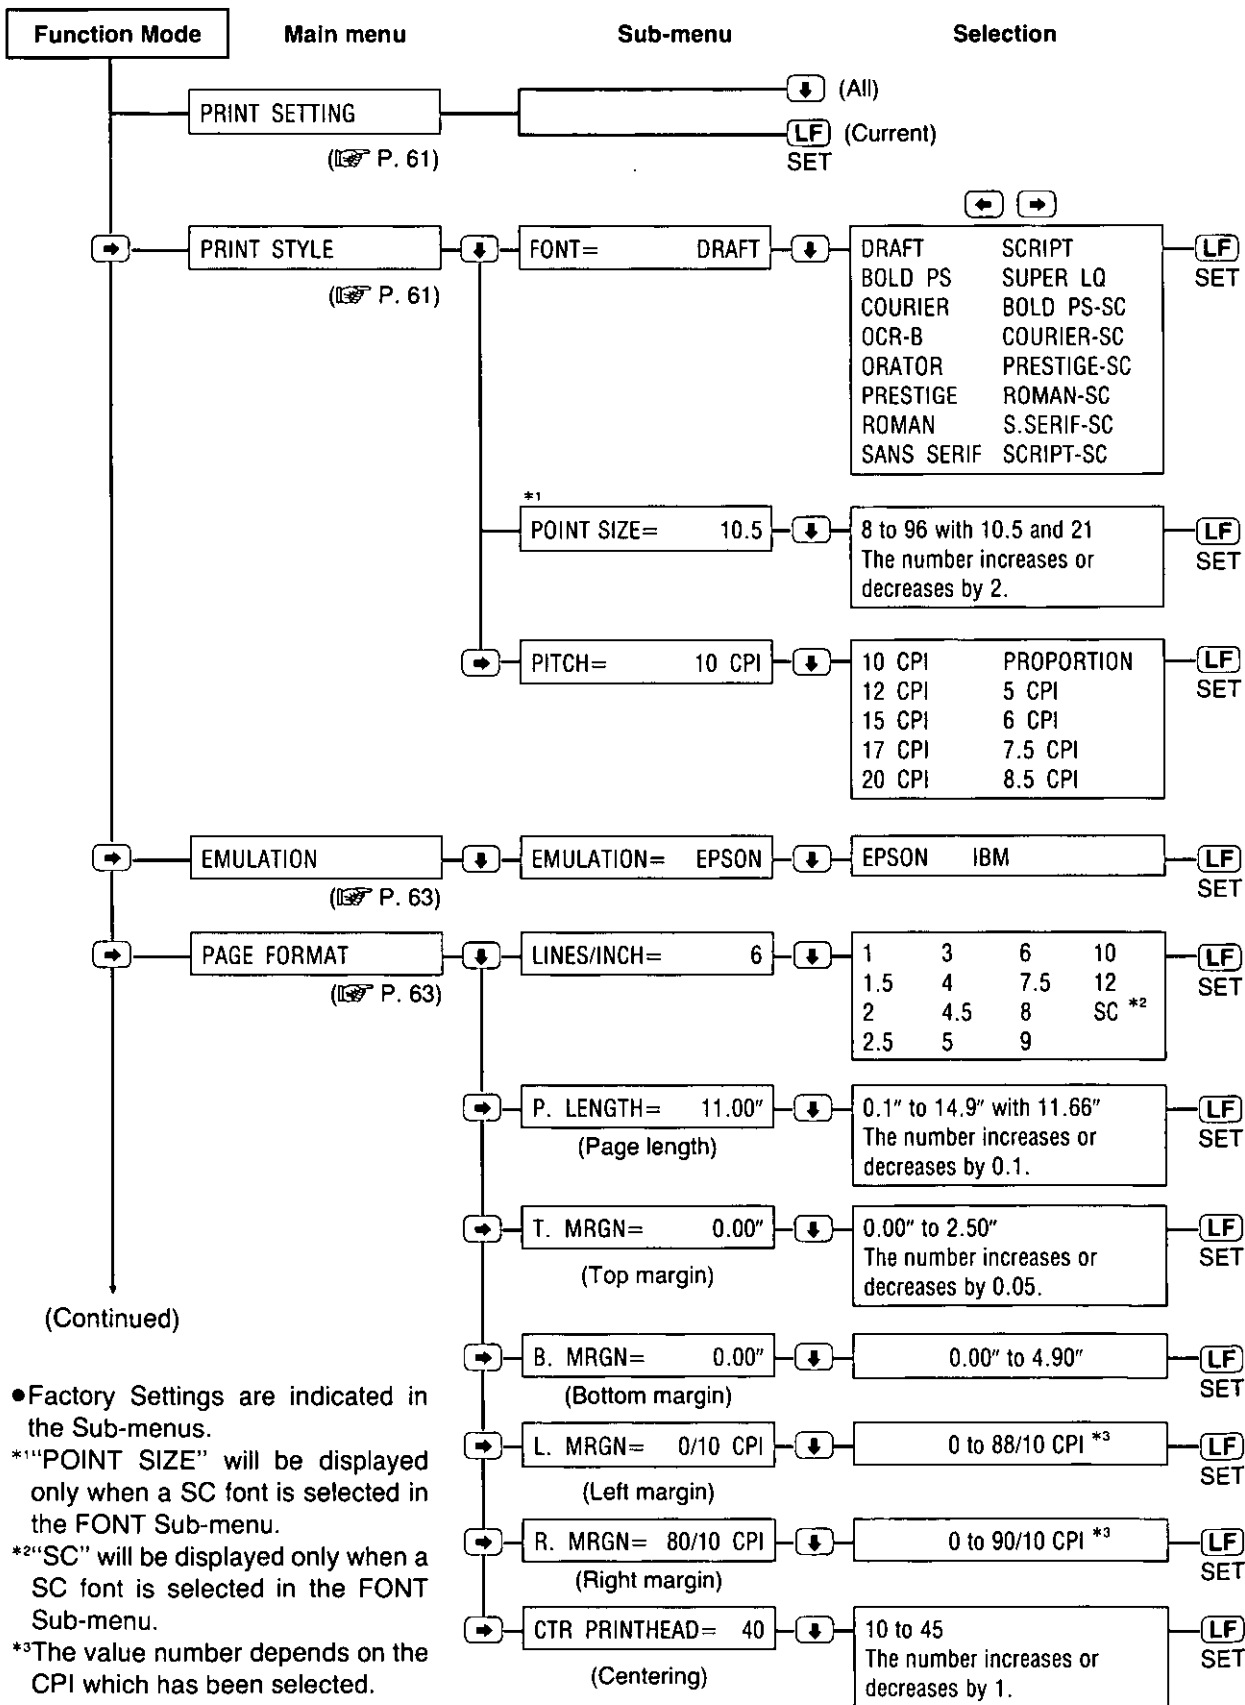 Function Mode    Main menu    Sub-menu    Selection
PRINT SETTING
(☞ P. 61)
(All)
LF (Current)
SET
PRINT STYLE
(☞ P. 61)
FONT= DRAFT
DRAFT    SCRIPT
BOLD PS    SUPER LQ
COURIER    BOLD PS-SC
OCR-B    COURIER-SC
ORATOR    PRESTIGE-SC
PRESTIGE    ROMAN-SC
ROMAN    S.SERIF-SC
SANS SERIF    SCRIPT-SC
LF
SET
*1
POINT SIZE= 10.5
8 to 96 with 10.5 and 21
The number increases or
decreases by 2.
LF
SET
PITCH= 10 CPI
10 CPI    PROPORTION
12 CPI    5 CPI
15 CPI    6 CPI
17 CPI    7.5 CPI
20 CPI    8.5 CPI
LF
SET
EMULATION
(☞ P. 63)
EMULATION= EPSON
EPSON    IBM
LF
SET
PAGE FORMAT
(☞ P. 63)
LINES/INCH= 6
1    3    6    10
1.5    4    7.5    12
2    4.5    8    SC *2
2.5    5    9
LF
SET
P. LENGTH= 11.00"
(Page length)
0.1" to 14.9" with 11.66"
The number increases or
decreases by 0.1.
LF
SET
T. MRGN= 0.00"
(Top margin)
0.00" to 2.50"
The number increases or
decreases by 0.05.
LF
SET
B. MRGN= 0.00"
(Bottom margin)
0.00" to 4.90"
LF
SET
L. MRGN= 0/10 CPI
(Left margin)
0 to 88/10 CPI *3
LF
SET
R. MRGN= 80/10 CPI
(Right margin)
0 to 90/10 CPI *3
LF
SET
CTR PRINTHEAD= 40
(Centering)
10 to 45
The number increases or
decreases by 1.
LF
SET
(Continued)
●Factory Settings are indicated in
the Sub-menus.
*1"POINT SIZE" will be displayed
only when a SC font is selected in
the FONT Sub-menu.
*2"SC" will be displayed only when a
SC font is selected in the FONT
Sub-menu.
*3The value number depends on the
CPI which has been selected.